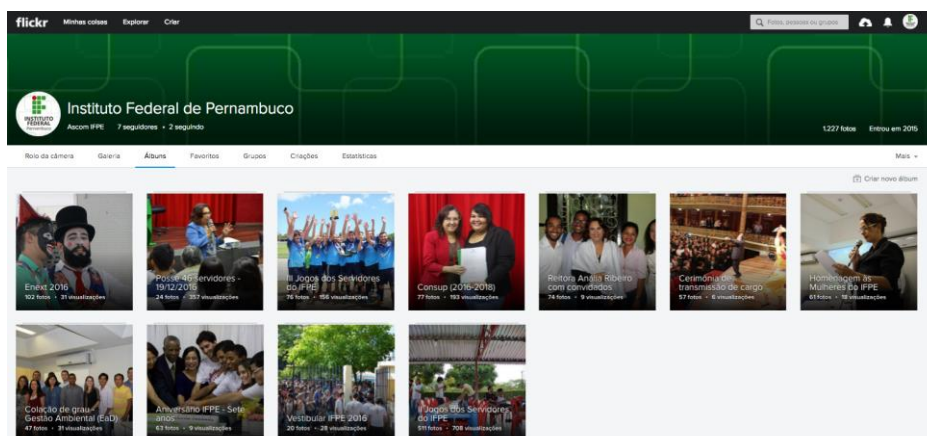 flickr Minhas coisas Explorar Criar Fotos, pessoas ou grupos
INSTITUTO
FEDERAL
Pernambuco
Instituto Federal de Pernambuco
Ascom IFPE 7 seguidores • 2 seguindo 1.227 fotos Entrou em 2015
Rolo da câmera Galeria Álbuns Favoritos Grupos Criações Estatísticas Mais
Criar novo álbum
Enext 2016
102 fotos • 31 visualizações
Posse 46 servidores -
19/12/2016
24 fotos • 357 visualizações
III Jogos dos Servidores
do IFPE
75 fotos • 156 visualizações
Consup (2016-2018)
77 fotos • 193 visualizações
Reitora Anália Ribeiro
com convidados
74 fotos • 9 visualizações
Cerimônia de
transmissão de cargo
57 fotos • 6 visualizações
Homenagem às
Mulheres do IFPE
61 fotos • 18 visualizações
Colação de grau -
Gestão Ambiental (EaD)
47 fotos • 31 visualizações
Aniversário IFPE - Sete
anos
63 fotos • 9 visualizações
Vestibular IFPE 2016
20 fotos • 28 visualizações
II Jogos dos Servidores
do IFPE
511 fotos • 708 visualizações